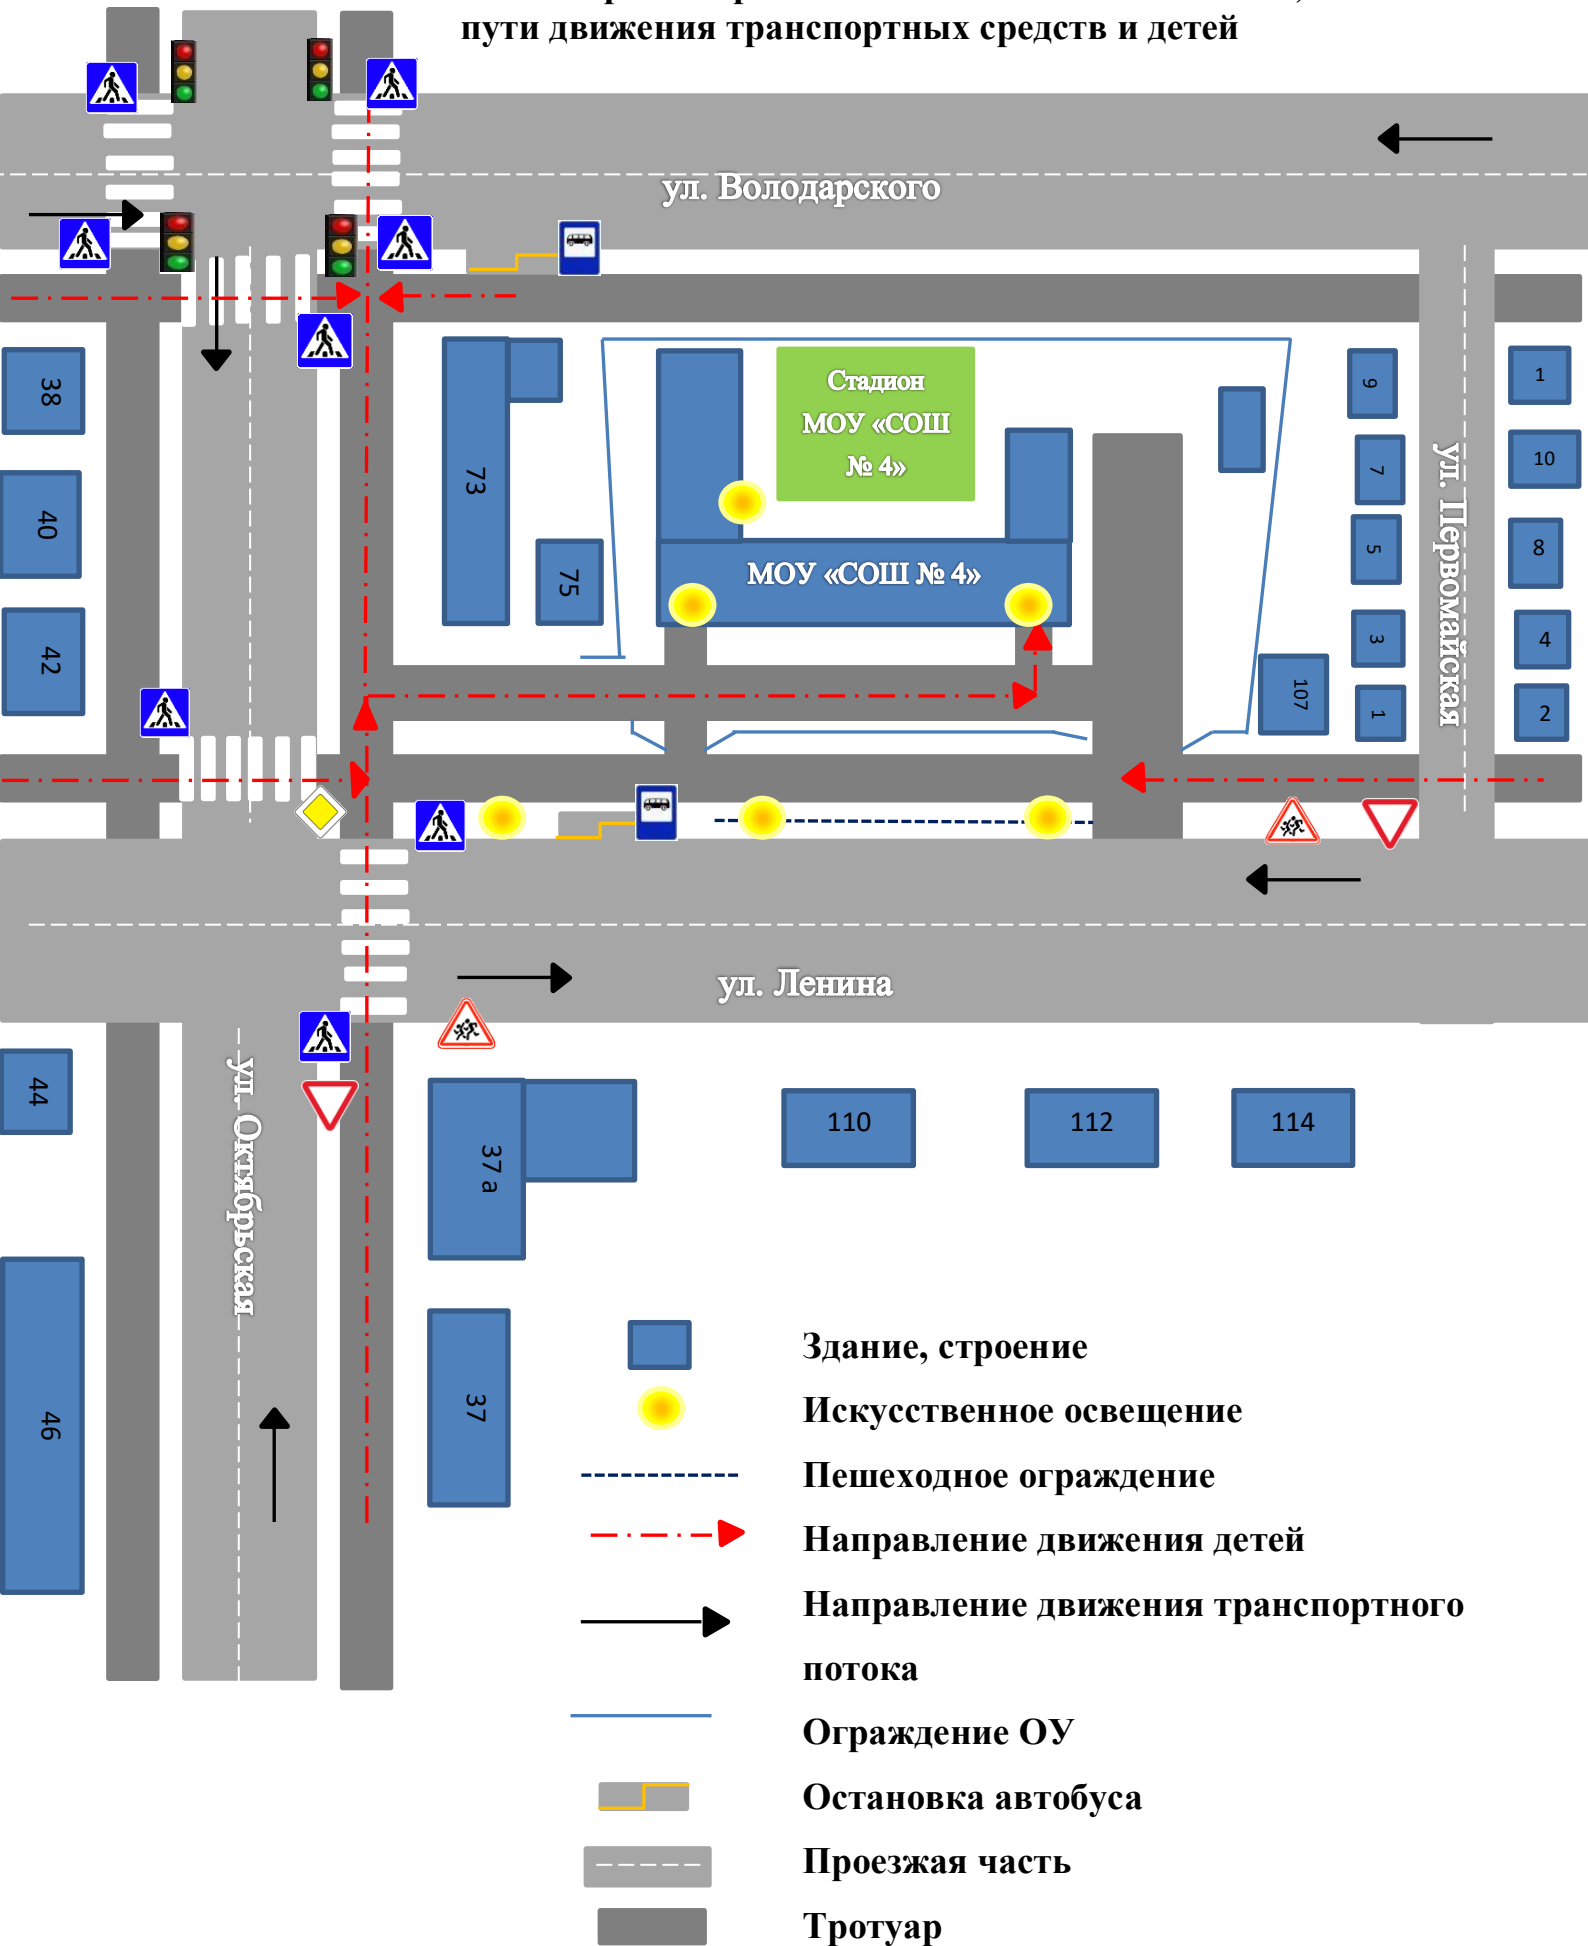 пути движения транспортных средств и детей
ул. Володарского
38
40
42
73
75
Стадион
МОУ «СОШ
№ 4»
МОУ «СОШ № 4»
9
7
5
3
1
107
ул. Первомайская
1
10
8
4
2
ул. Ленина
44
46
ул. Октябрьская
37 а
37
110
112
114
Здание, строение
Искусственное освещение
Пешеходное ограждение
Направление движения детей
Направление движения транспортного
потока
Ограждение ОУ
Остановка автобуса
Проезжая часть
Тротуар